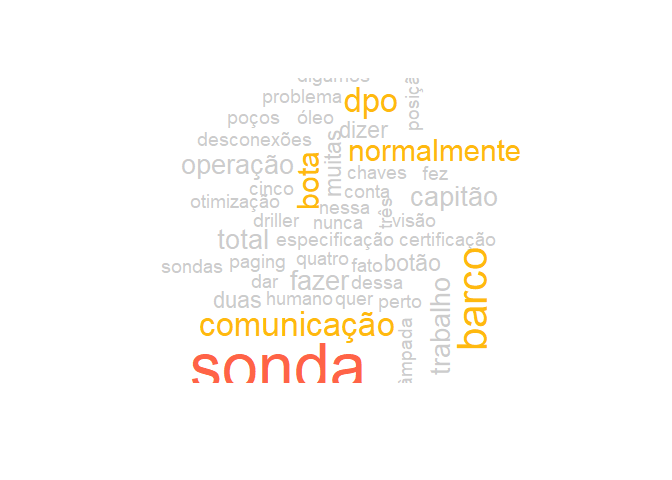 digamos
problema
dpo
posiçã
poços
óleo
dizer
desconexões
muitas
normalmente
operação
bota
chaves
fez
cinco
conta
capitão
otimização
nessa
três
driller
nunca
visão
total
especificação
certificação
sondas
paging
quatro
fato
botão
barco
dar
fazer
dessa
duas
humano
quer
perto
trabalho
comunicação
âmpada
sonda